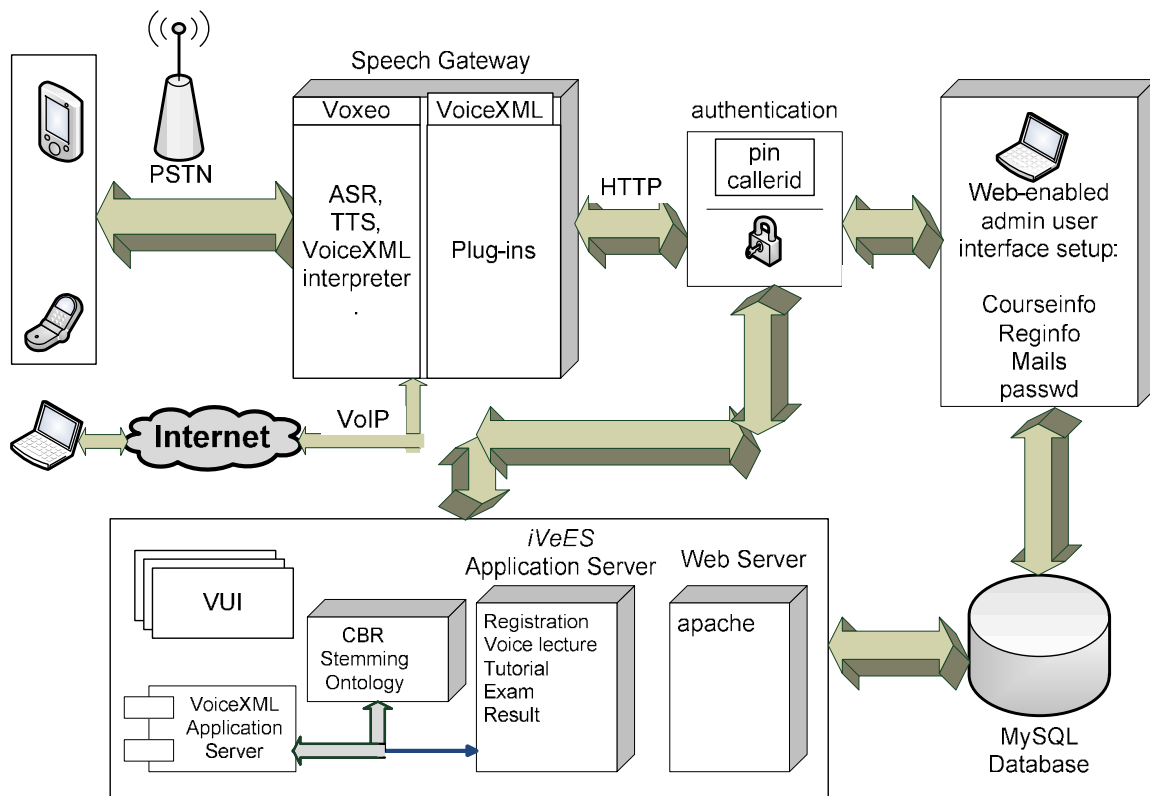 Speech Gateway
PSTN
Voxeo
VoiceXML
ASR,
TTS,
VoiceXML
interpreter
.
Plug-ins
HTTP
authentication
pin
callerid
Web-enabled
admin user
interface setup:
Courseinfo
Reginfo
Mails
passwd
Internet
VoIP
iVeES
Application Server
Web Server
VUI
CBR
Stemming
Ontology
Registration
Voice lecture
Tutorial
Exam
Result
apache
VoiceXML
Application
Server
MySQL
Database